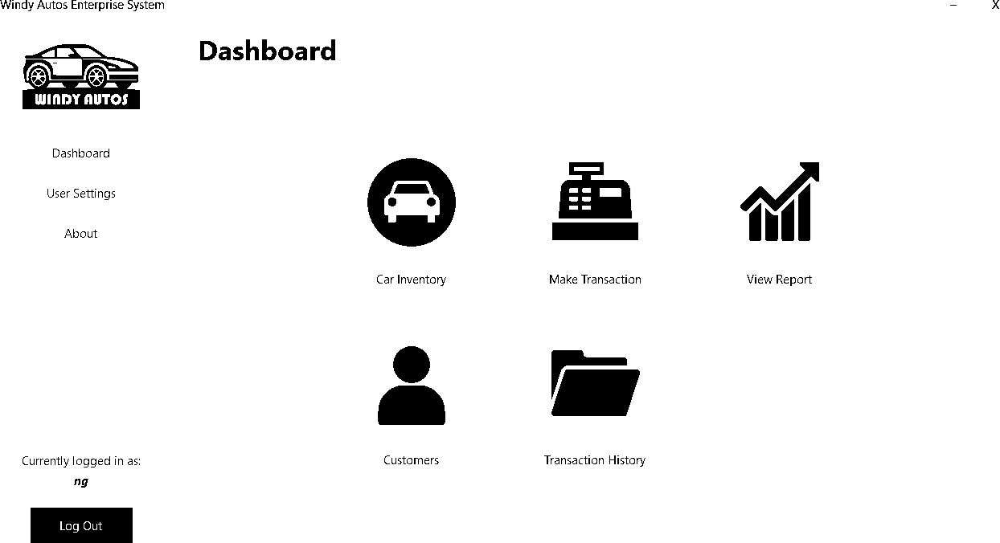 Windy Autos Enterprise System
– X
WINDY AUTOS
Dashboard
Dashboard
User Settings
About
Car Inventory
Make Transaction
View Report
Customers
Transaction History
Currently logged in as:
ng
Log Out